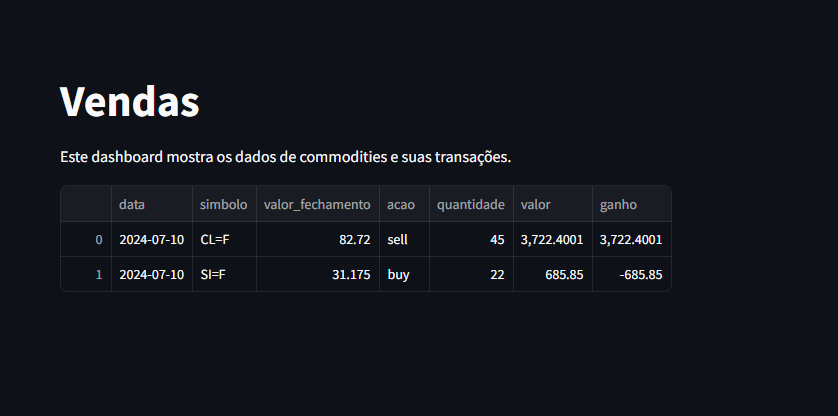 Vendas
Este dashboard mostra os dados de commodities e suas transações.
data simbolo valor_fechamento acao quantidade valor ganho
0 2024-07-10 CL=F 82.72 sell 45 3,722.4001 3,722.4001
1 2024-07-10 SI=F 31.175 buy 22 685.85 -685.85